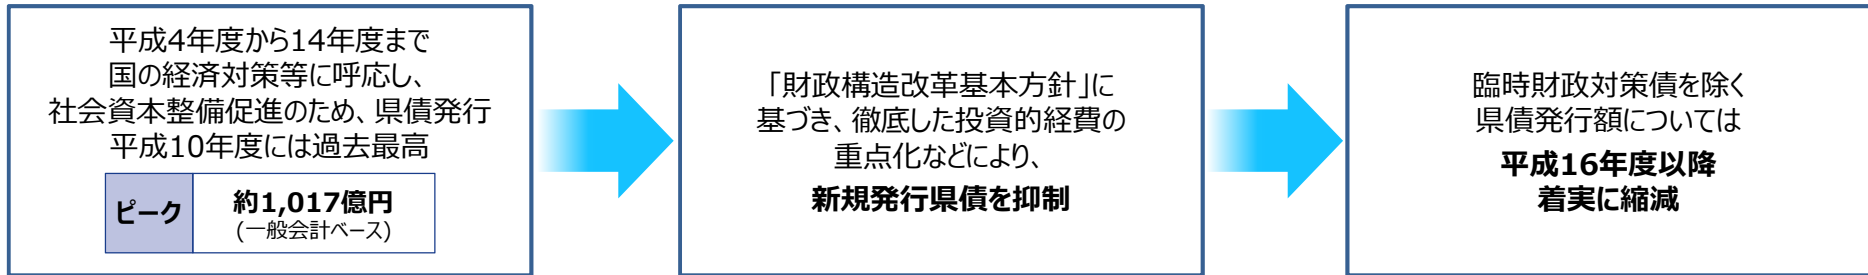 平成4年度から14年度まで
国の経済対策等に呼応し、
社会資本整備促進のため、県債発行
平成10年度には過去最高
ピーク
約1,017億円
(一般会計ベース)
「財政構造改革基本方針」に
基づき、徹底した投資的経費の
重点化などにより、
新規発行県債を抑制
臨時財政対策債を除く
県債発行額については
平成16年度以降
着実に縮減